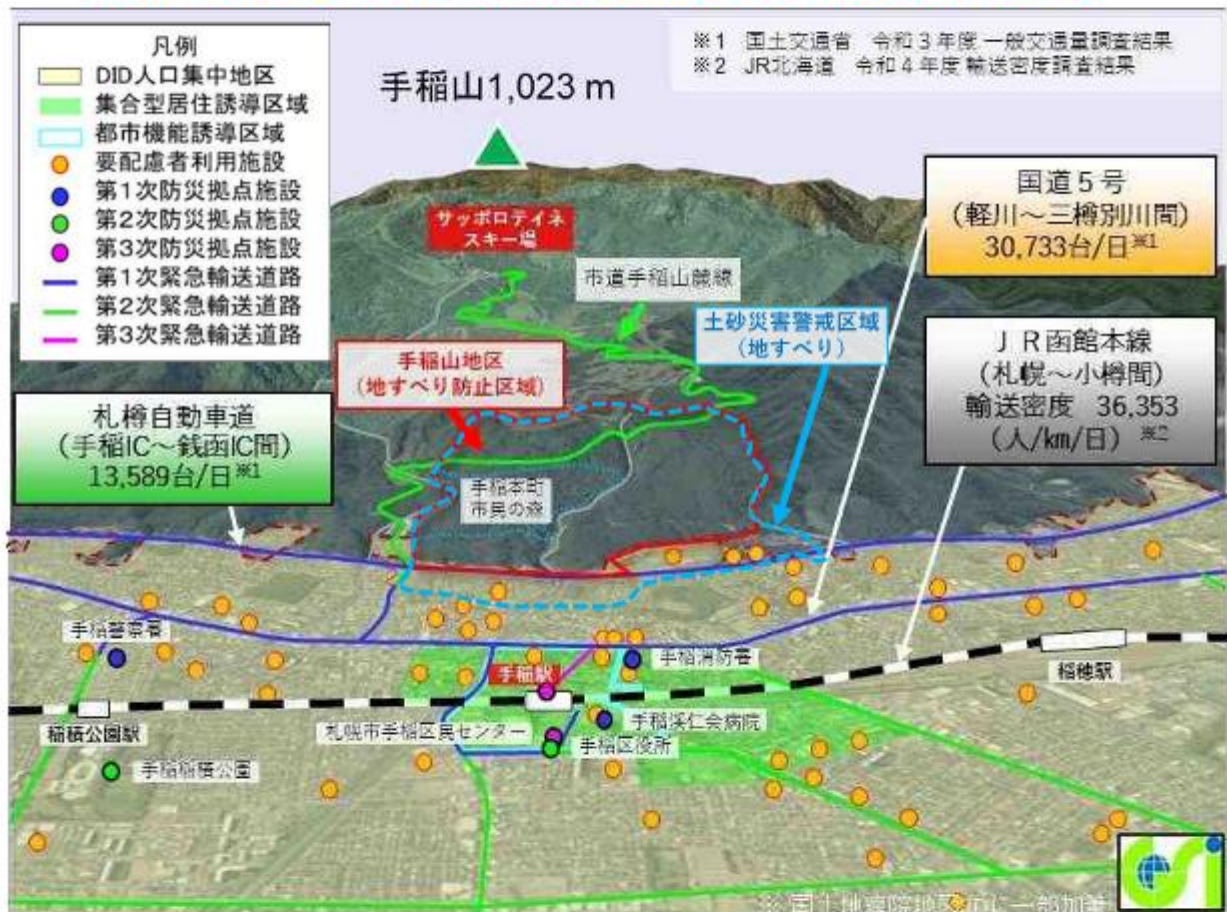 凡例
DID人口集中地区
集合型居住誘導区域
都市機能誘導区域
要配慮者利用施設
第1次防災拠点施設
第2次防災拠点施設
第3次防災拠点施設
第1次緊急輸送道路
第2次緊急輸送道路
第3次緊急輸送道路
※1 国土交通省 令和3年度 一般交通量調査結果
※2 JR北海道 令和4年度 輸送密度調査結果
手稲山1,023 m
サッポロテイネ
スキー場
市道手稲山麓線
国道5号
(軽川~三樽別川間)
30,733台/日※1
土砂災害警戒区域
(地すべり)
手稲山地区
(地すべり防止区域)
JR函館本線
(札幌~小樽間)
輸送密度 36,353
(人/km/日) ※2
札樽自動車道
(手稲IC~銭函IC間)
13,589台/日※1
手稲本町
市民の森
手稲警察署
手稲消防署
手稲駅
稲穂駅
稲積公園駅
札幌市手稲区民センター
手稲渓仁会病院
手稲区役所
手稲稲積公園
※国土地理院地図に一部加筆